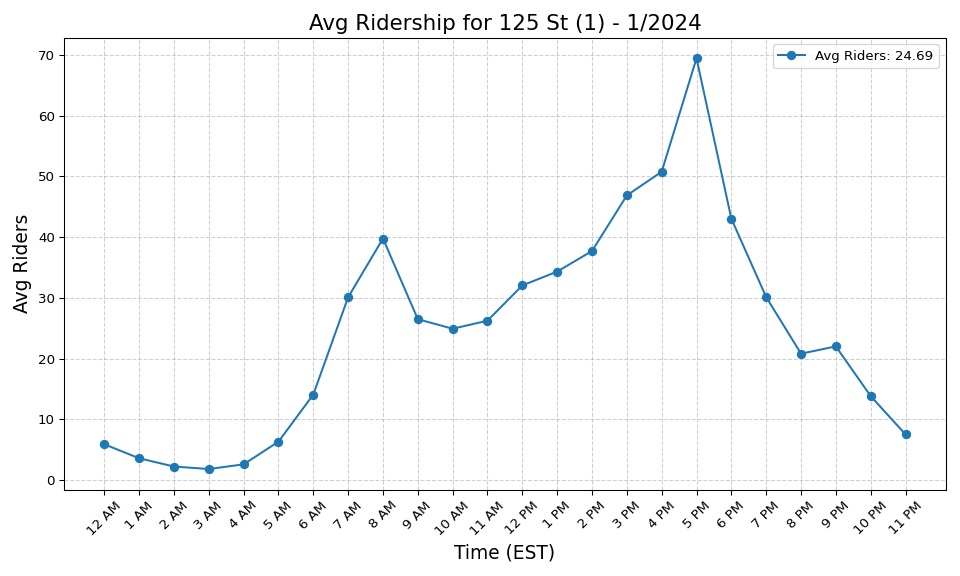 Avg Ridership for 125 St (1) - 1/2024
Avg Riders: 24.69
Avg Riders
70
60
50
40
30
20
10
0
12 AM
1 AM
2 AM
3 AM
4 AM
5 AM
6 AM
7 AM
8 AM
9 AM
10 AM
11 AM
12 PM
1 PM
2 PM
3 PM
4 PM
5 PM
6 PM
7 PM
8 PM
9 PM
10 PM
11 PM
Time (EST)